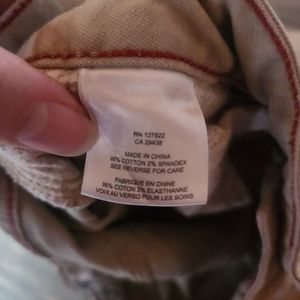 RN 127922
CA 29438
MADE IN CHINA
98% COTTON 2% SPANDEX
SEE REVERSE FOR CARE
FABRIQUÉ EN CHINE
98% COTON 2% ELASTHANNE
VOIR AU VERSO POUR LES SOINS